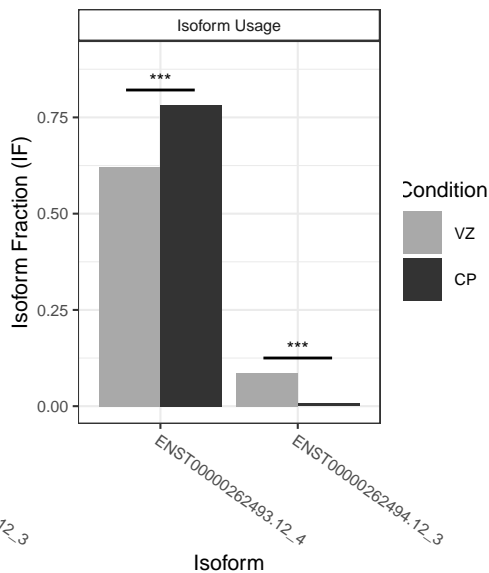 Isoform Usage
***
***
0.75
0.50
0.25
0.00
Isoform Fraction (IF)
Condition
VZ
CP
ENST00000262493.12_4
ENST00000262494.12_3
12_3
Isoform